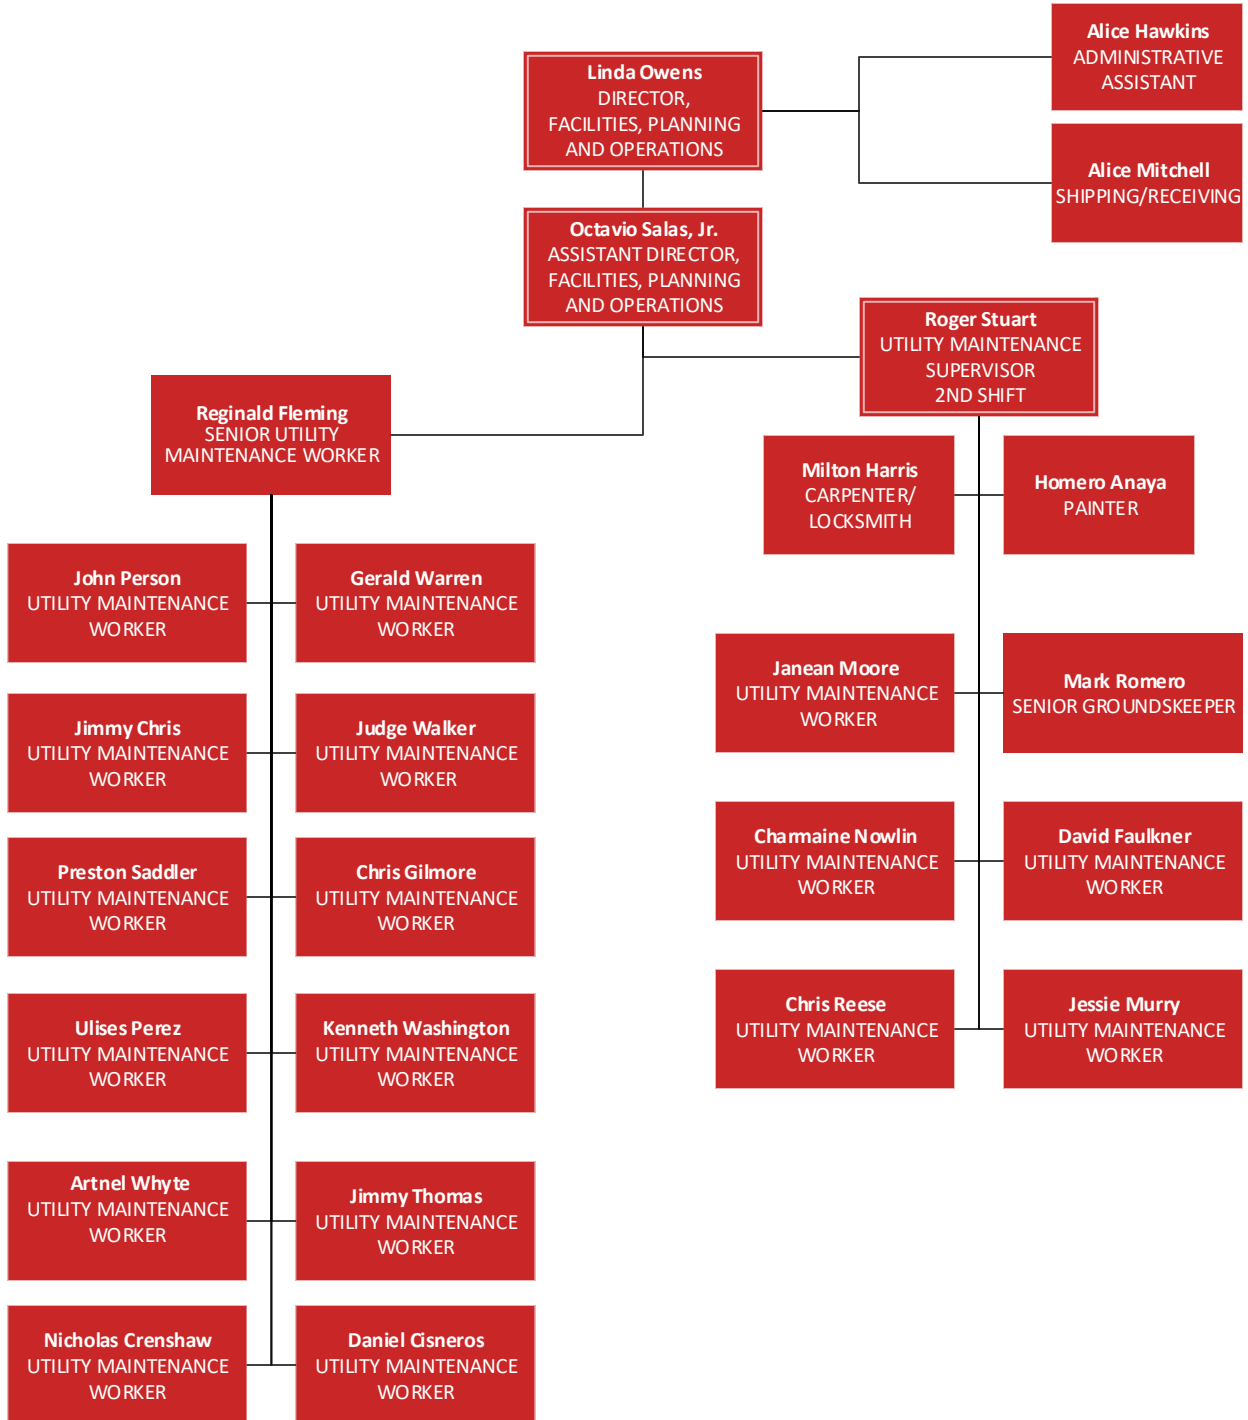 Alice Hawkins
ADMINISTRATIVE
ASSISTANT
Linda Owens
DIRECTOR,
FACILITIES, PLANNING
AND OPERATIONS
Alice Mitchell
SHIPPING/RECEIVING
Octavio Salas, Jr.
ASSISTANT DIRECTOR,
FACILITIES, PLANNING
AND OPERATIONS
Roger Stuart
UTILITY MAINTENANCE
SUPERVISOR
2ND SHIFT
Reginald Fleming
SENIOR UTILITY
MAINTENANCE WORKER
Milton Harris
CARPENTER/
LOCKSMITH
Homero Anaya
PAINTER
John Person
UTILITY MAINTENANCE
WORKER
Gerald Warren
UTILITY MAINTENANCE
WORKER
Janean Moore
UTILITY MAINTENANCE
WORKER
Mark Romero
SENIOR GROUNDSKEEPER
Jimmy Chris
UTILITY MAINTENANCE
WORKER
Judge Walker
UTILITY MAINTENANCE
WORKER
Charmaine Nowlin
UTILITY MAINTENANCE
WORKER
David Faulkner
UTILITY MAINTENANCE
WORKER
Preston Saddler
UTILITY MAINTENANCE
WORKER
Chris Gilmore
UTILITY MAINTENANCE
WORKER
Chris Reese
UTILITY MAINTENANCE
WORKER
Jessie Murry
UTILITY MAINTENANCE
WORKER
Ulises Perez
UTILITY MAINTENANCE
WORKER
Kenneth Washington
UTILITY MAINTENANCE
WORKER
Artnel Whyte
UTILITY MAINTENANCE
WORKER
Jimmy Thomas
UTILITY MAINTENANCE
WORKER
Nicholas Crenshaw
UTILITY MAINTENANCE
WORKER
Daniel Cisneros
UTILITY MAINTENANCE
WORKER